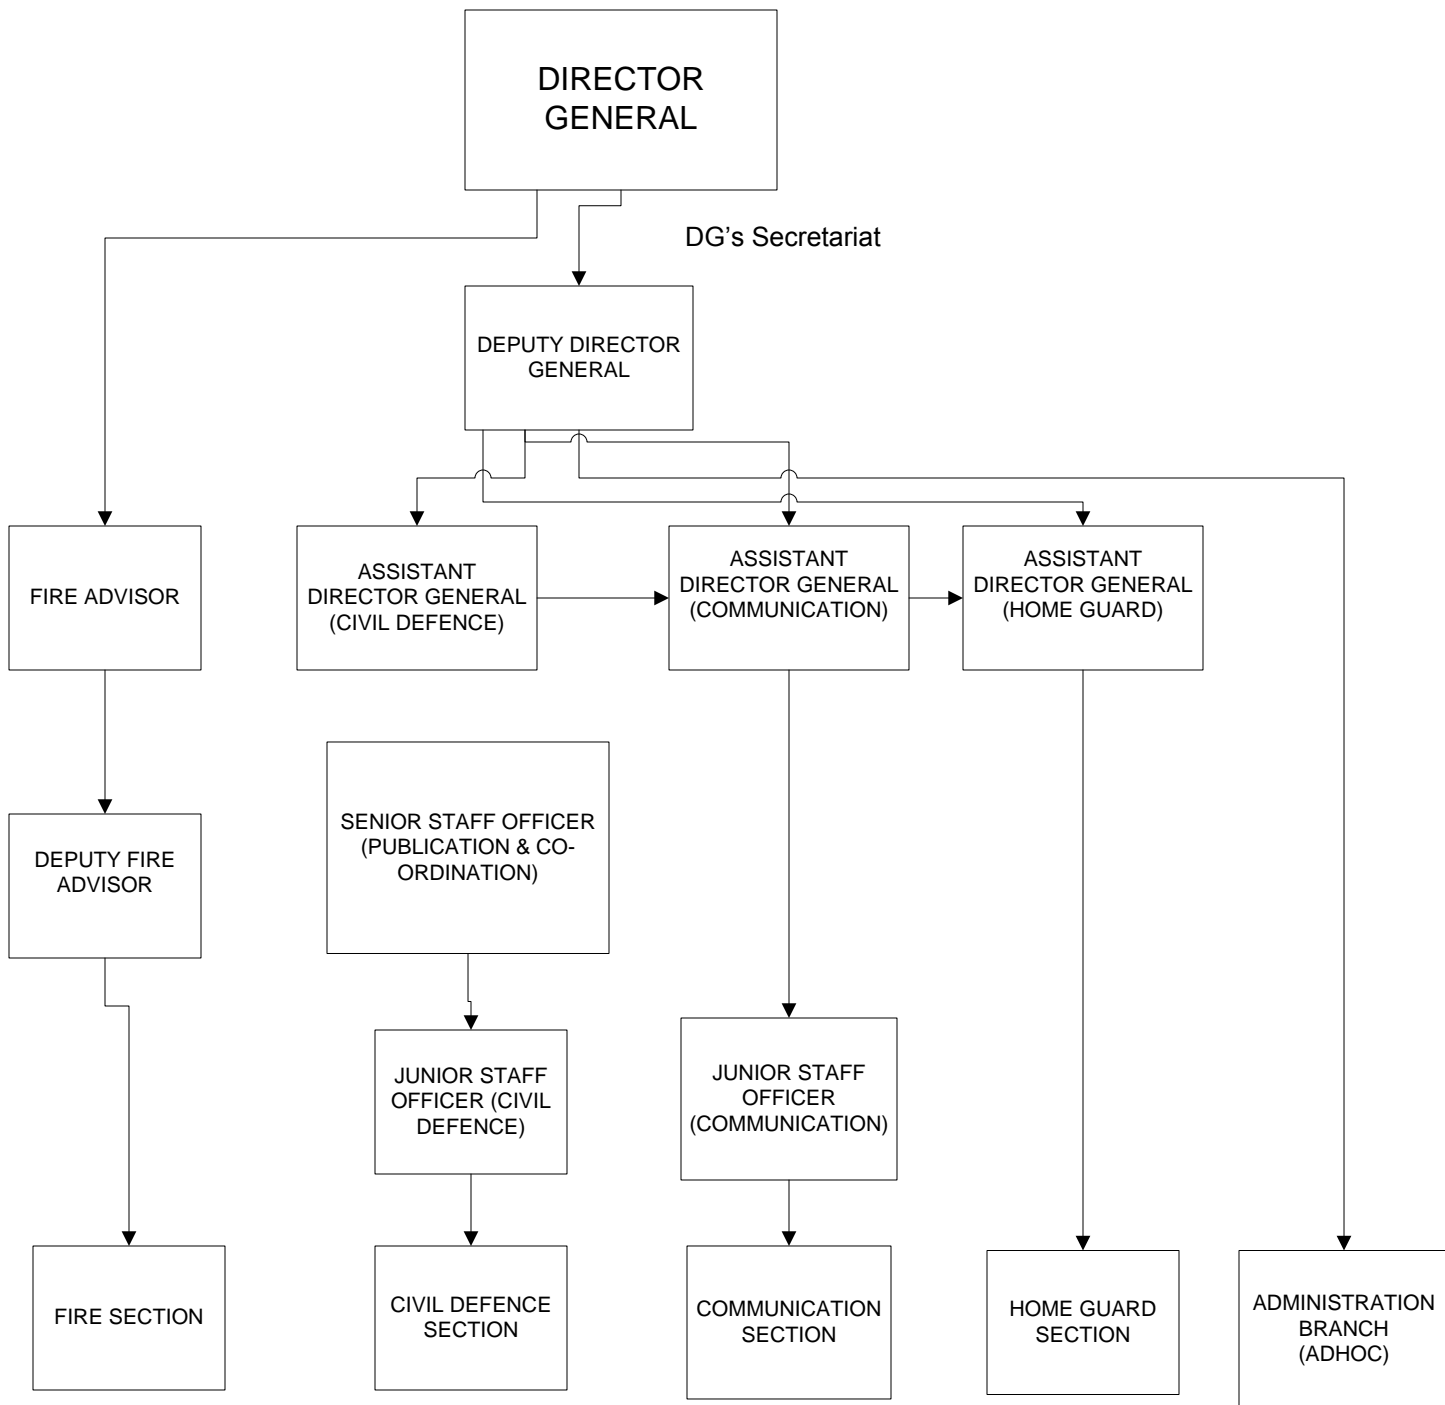 DIRECTOR
GENERAL
DG’s Secretariat
DEPUTY DIRECTOR
GENERAL
FIRE ADVISOR
ASSISTANT
DIRECTOR GENERAL
(CIVIL DEFENCE)
ASSISTANT
DIRECTOR GENERAL
(COMMUNICATION)
ASSISTANT
DIRECTOR GENERAL
(HOME GUARD)
DEPUTY FIRE
ADVISOR
SENIOR STAFF OFFICER
(PUBLICATION & CO-
ORDINATION)
JUNIOR STAFF
OFFICER (CIVIL
DEFENCE)
JUNIOR STAFF
OFFICER
(COMMUNICATION)
FIRE SECTION
CIVIL DEFENCE
SECTION
COMMUNICATION
SECTION
HOME GUARD
SECTION
ADMINISTRATION
BRANCH
(ADHOC)